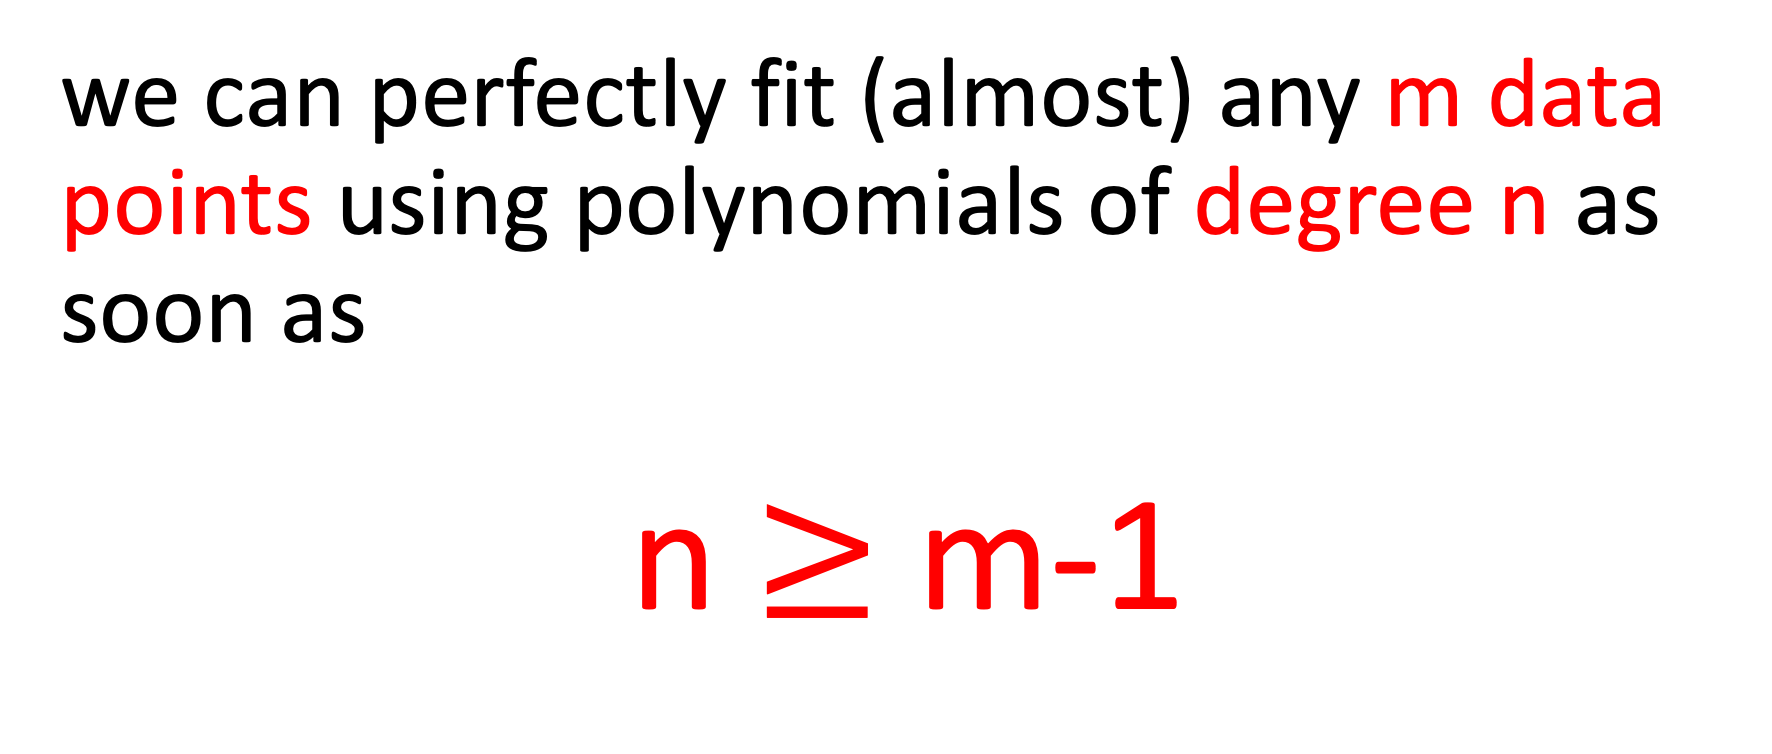 we can perfectly fit (almost) any m data
points using polynomials of degree n as
soon as
n ≥ m-1